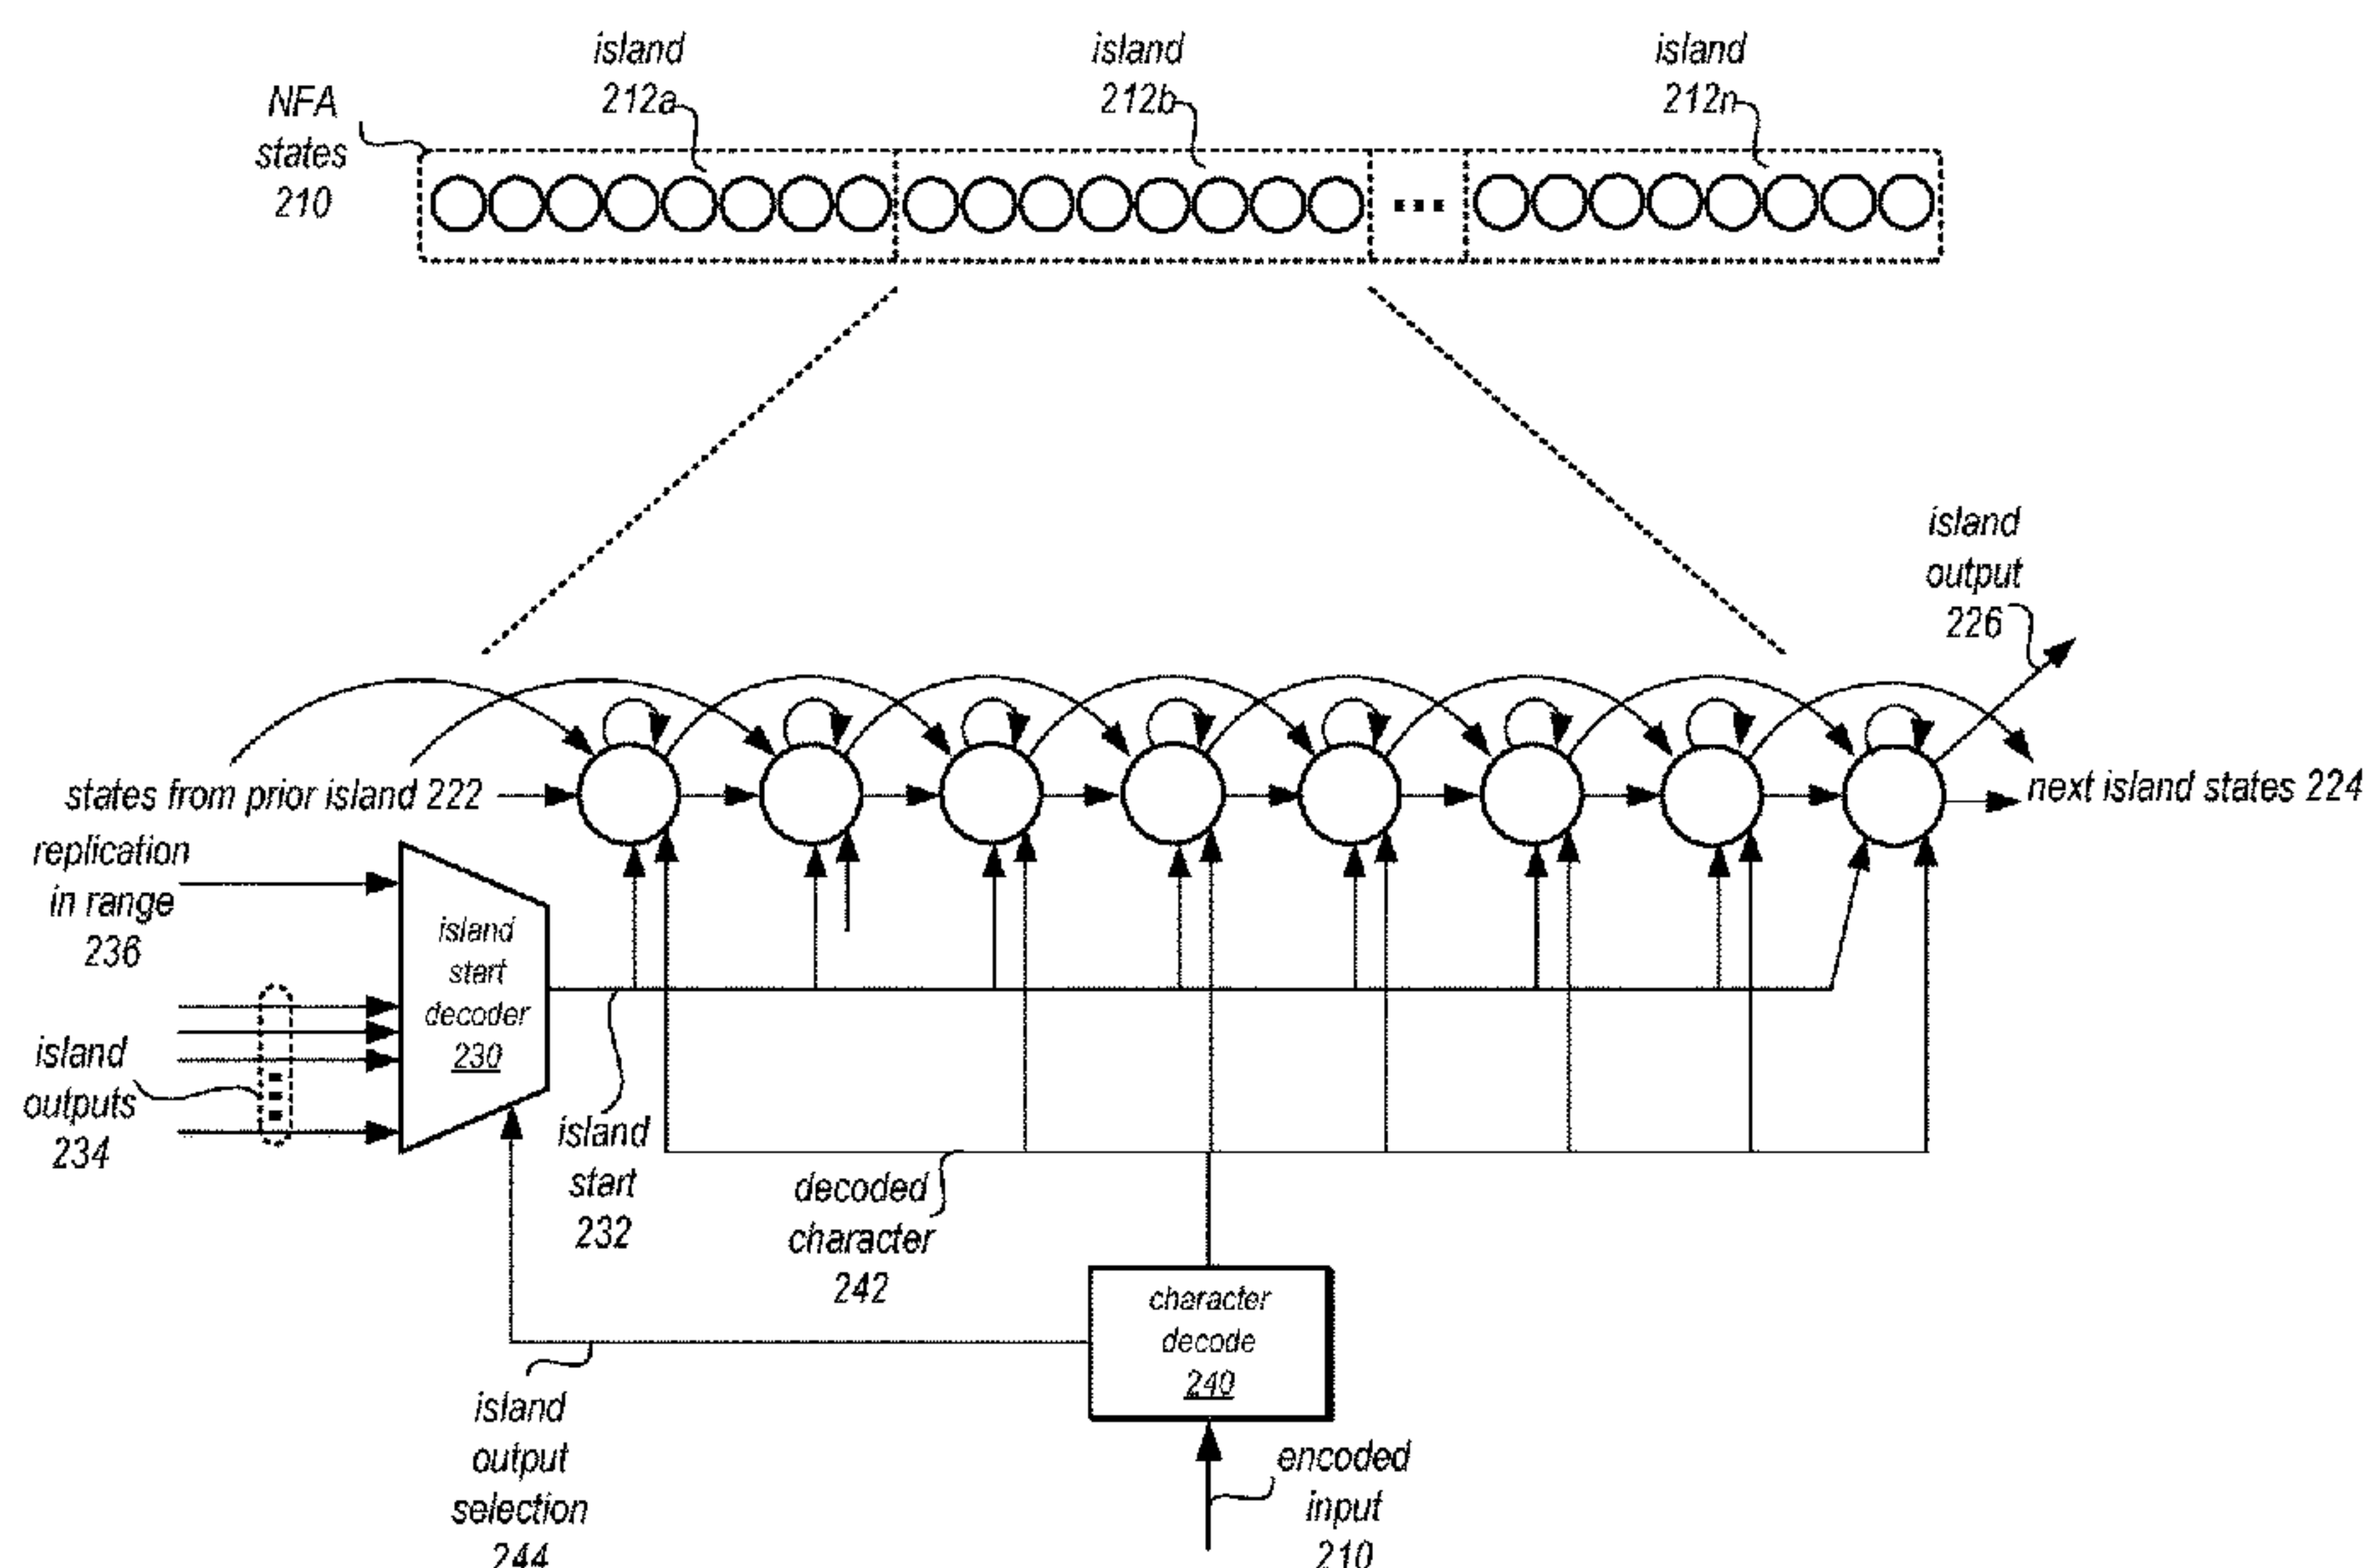 island
212a
island
212b
island
212n
NFA
states
210
island
output
226
states from prior island 222
next island states 224
replication
in range
236
island
start
decoder
230
island
outputs
234
island
start
232
decoded
character
242
character
decode
240
island
output
selection
244
encoded
input
210